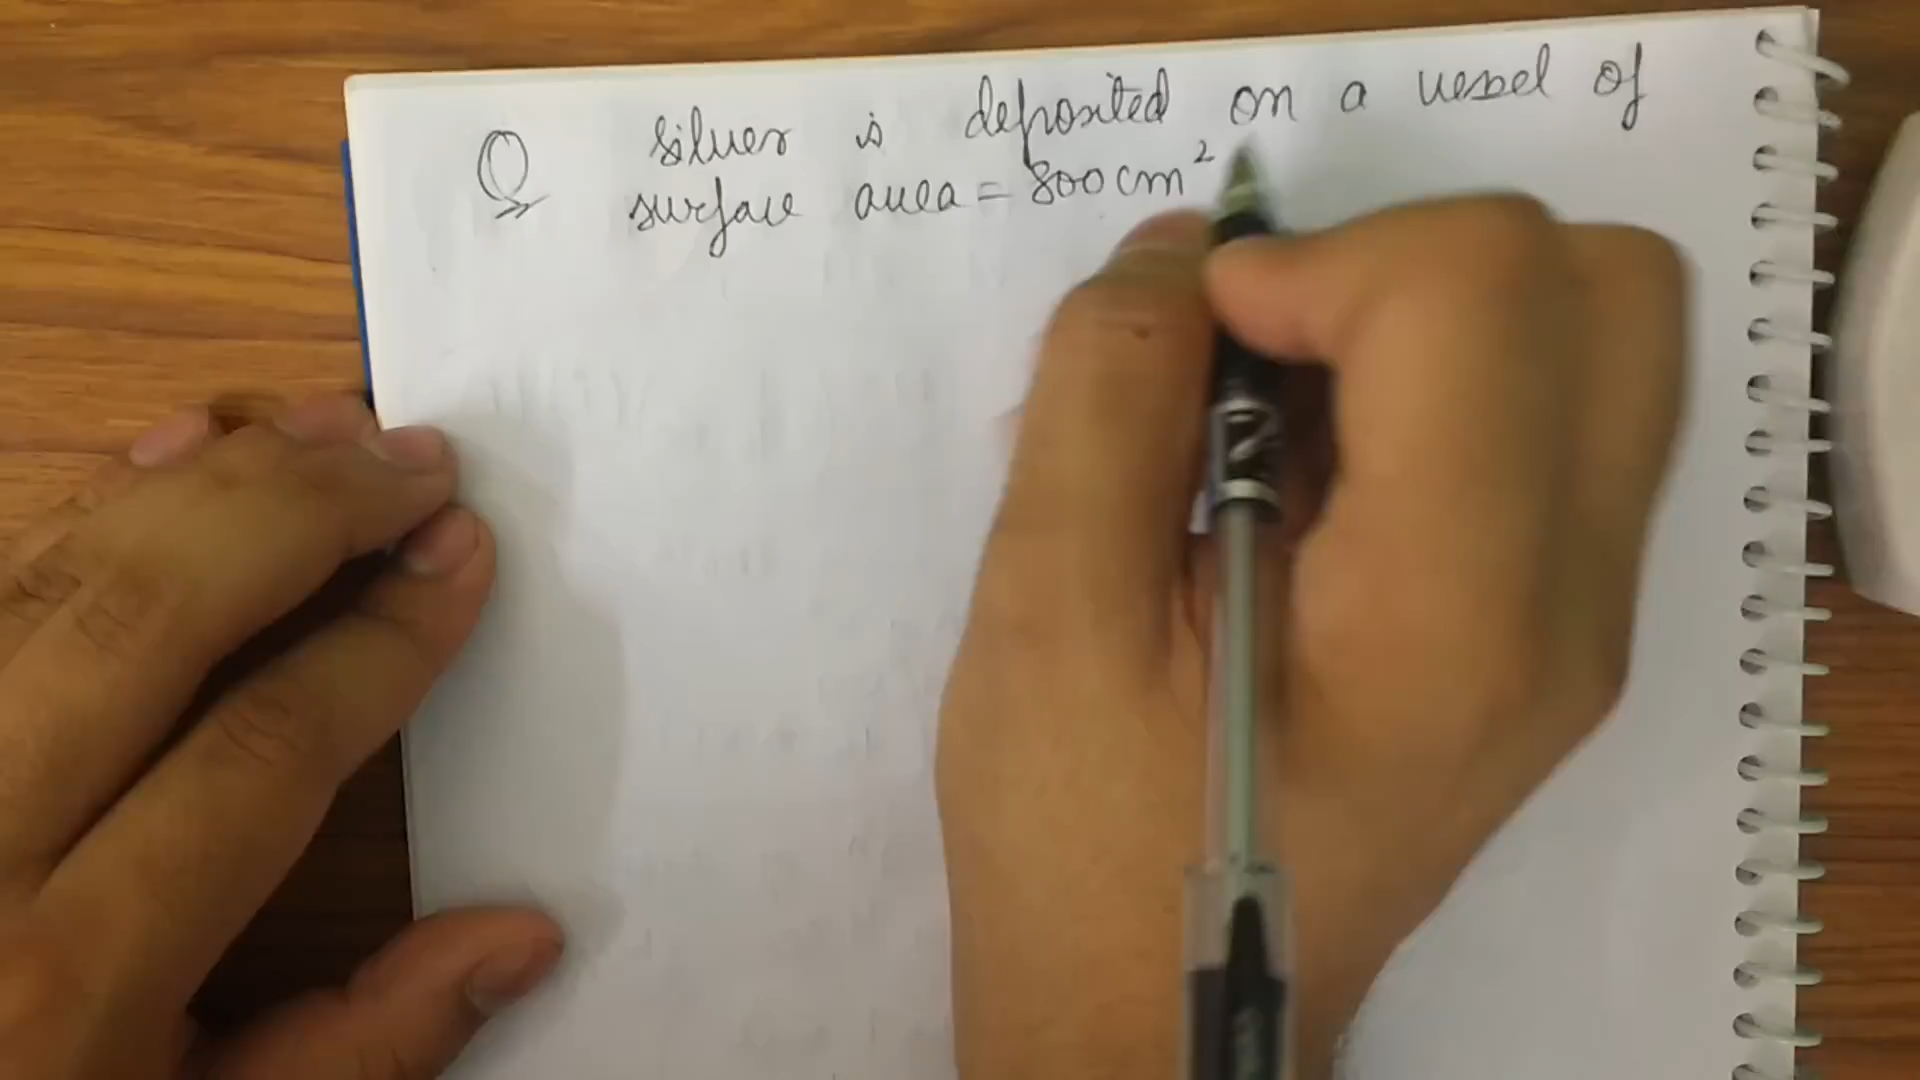 Q silver is deposited on a vessel of
surface area = 800 cm²